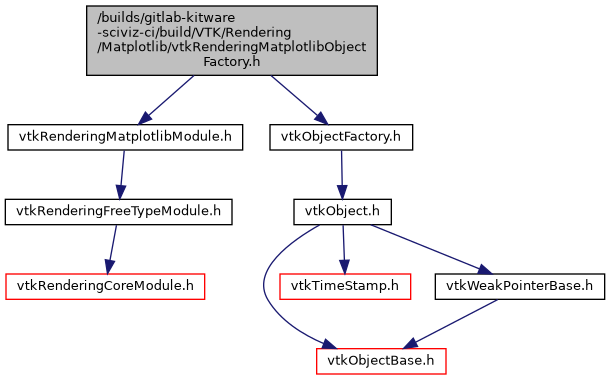 /builds/gitlab-kitware
-sciviz-ci/build/VTK/Rendering
/Matplotlib/vtkRenderingMatplotlibObject
Factory.h
vtkRenderingMatplotlibModule.h
vtkObjectFactory.h
vtkRenderingFreeTypeModule.h
vtkObject.h
vtkRenderingCoreModule.h
vtkTimeStamp.h
vtkWeakPointerBase.h
vtkObjectBase.h